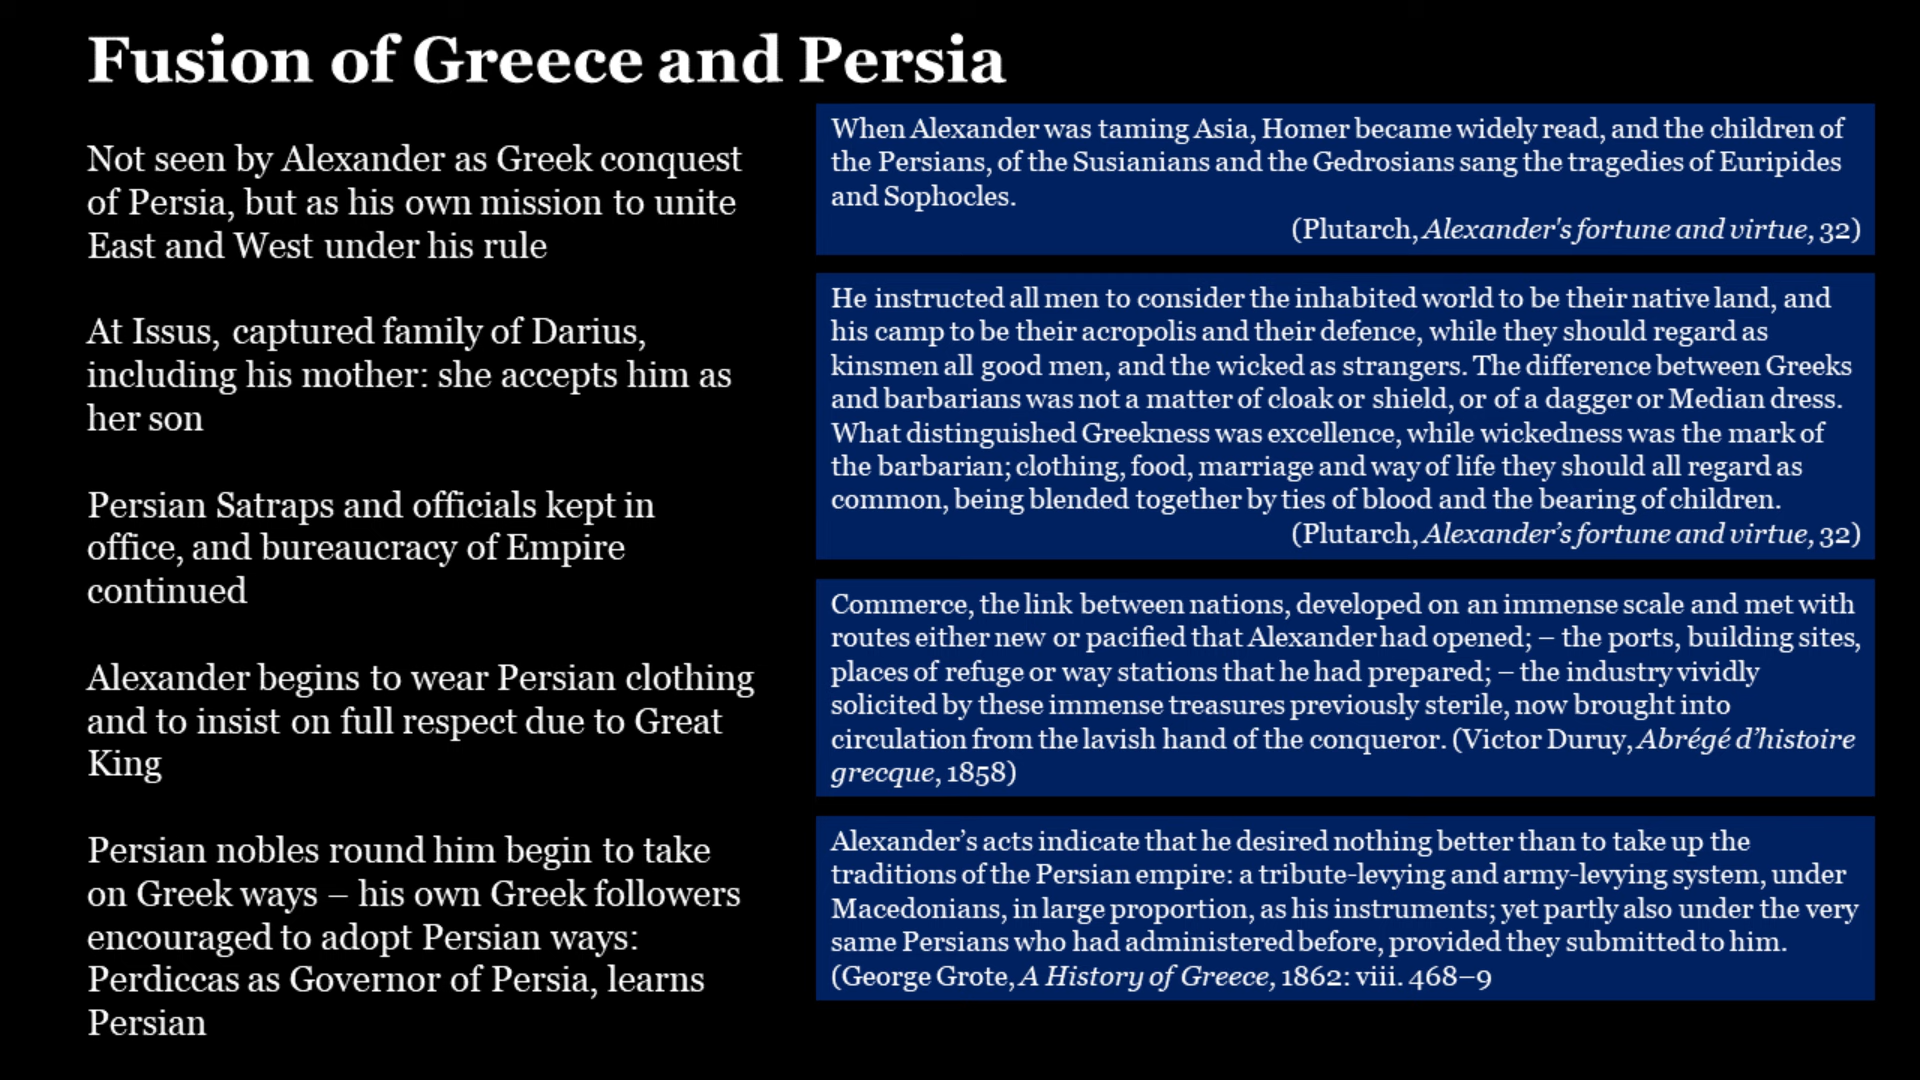 Fusion of Greece and Persia
Not seen by Alexander as Greek conquest
of Persia, but as his own mission to unite
East and West under his rule
At Issus, captured family of Darius,
including his mother: she accepts him as
her son
Persian Satraps and officials kept in
office, and bureaucracy of Empire
continued
Alexander begins to wear Persian clothing
and to insist on full respect due to Great
King
Persian nobles round him begin to take
on Greek ways – his own Greek followers
encouraged to adopt Persian ways:
Perdiccas as Governor of Persia, learns
Persian
When Alexander was taming Asia, Homer became widely read, and the children of
the Persians, of the Susianians and the Gedrosians sang the tragedies of Euripides
and Sophocles.
(Plutarch, Alexander's fortune and virtue, 32)
He instructed all men to consider the inhabited world to be their native land, and
his camp to be their acropolis and their defence, while they should regard as
kinsmen all good men, and the wicked as strangers. The difference between Greeks
and barbarians was not a matter of cloak or shield, or of a dagger or Median dress.
What distinguished Greekness was excellence, while wickedness was the mark of
the barbarian; clothing, food, marriage and way of life they should all regard as
common, being blended together by ties of blood and the bearing of children.
(Plutarch, Alexander’s fortune and virtue, 32)
Commerce, the link between nations, developed on an immense scale and met with
routes either new or pacified that Alexander had opened; – the ports, building sites,
places of refuge or way stations that he had prepared; – the industry vividly
solicited by these immense treasures previously sterile, now brought into
circulation from the lavish hand of the conqueror. (Victor Duruy, Abrégé d’histoire
grecque, 1858)
Alexander’s acts indicate that he desired nothing better than to take up the
traditions of the Persian empire: a tribute-levying and army-levying system, under
Macedonians, in large proportion, as his instruments; yet partly also under the very
same Persians who had administered before, provided they submitted to him.
(George Grote, A History of Greece, 1862: viii. 468–9